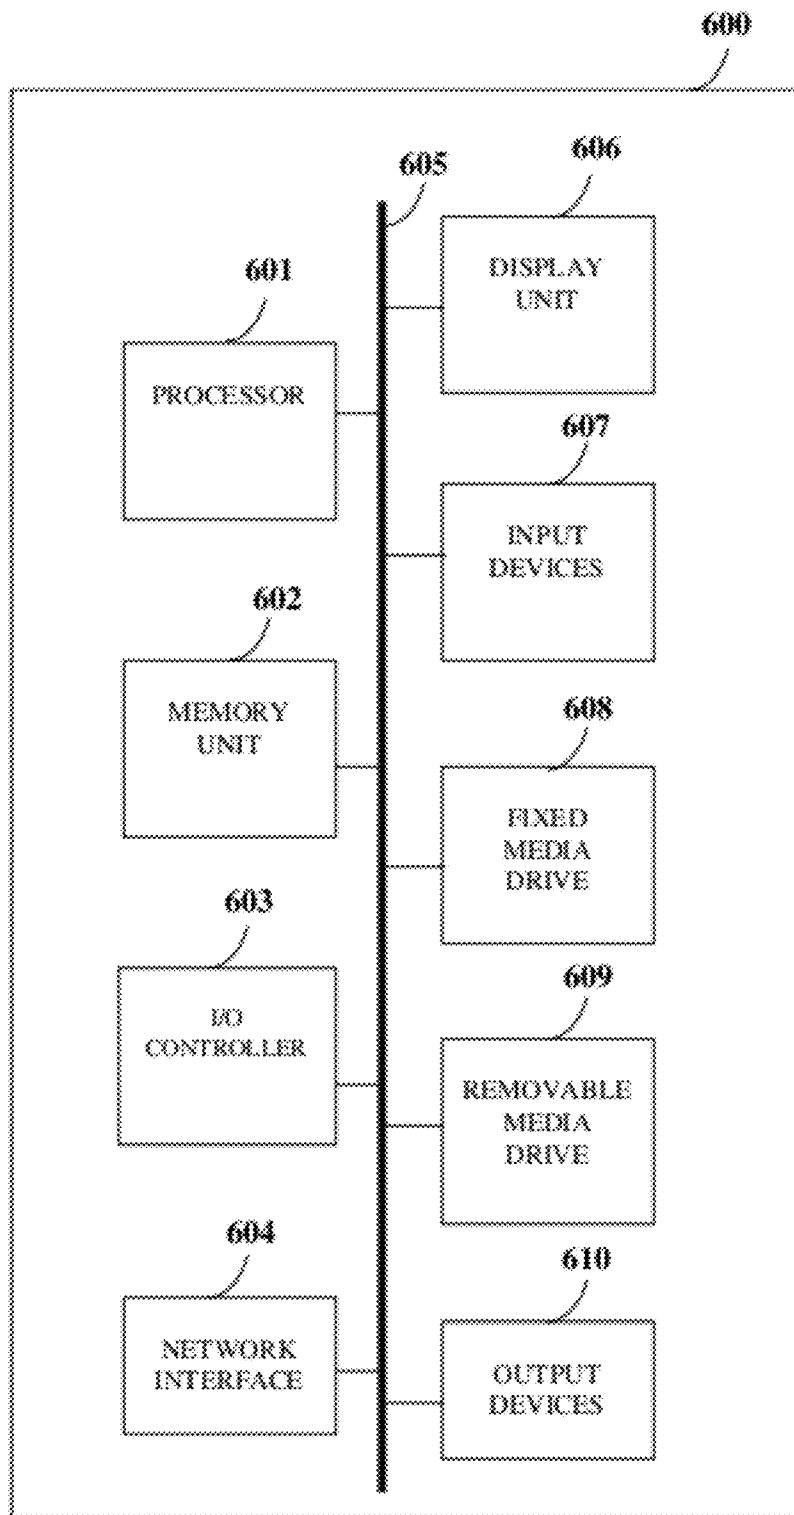 600
605
606
DISPLAY
UNIT
601
PROCESSOR
607
INPUT
DEVICES
602
MEMORY
UNIT
608
FIXED
MEDIA
DRIVE
603
I/O
CONTROLLER
609
REMOVABLE
MEDIA
DRIVE
604
NETWORK
INTERFACE
610
OUTPUT
DEVICES